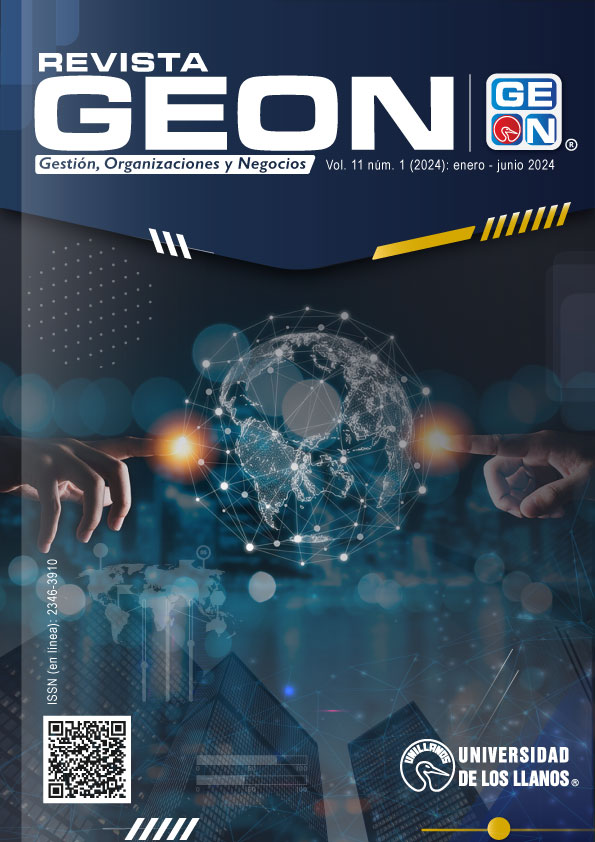 REVISTA
GEON
GE
ON
®
Gestión, Organizaciones y Negocios
Vol. 11 núm. 1 (2024): enero - junio 2024
ISSN (en línea): 2346-3910
UNILLANOS
UNIVERSIDAD
DE LOS LLANOS®